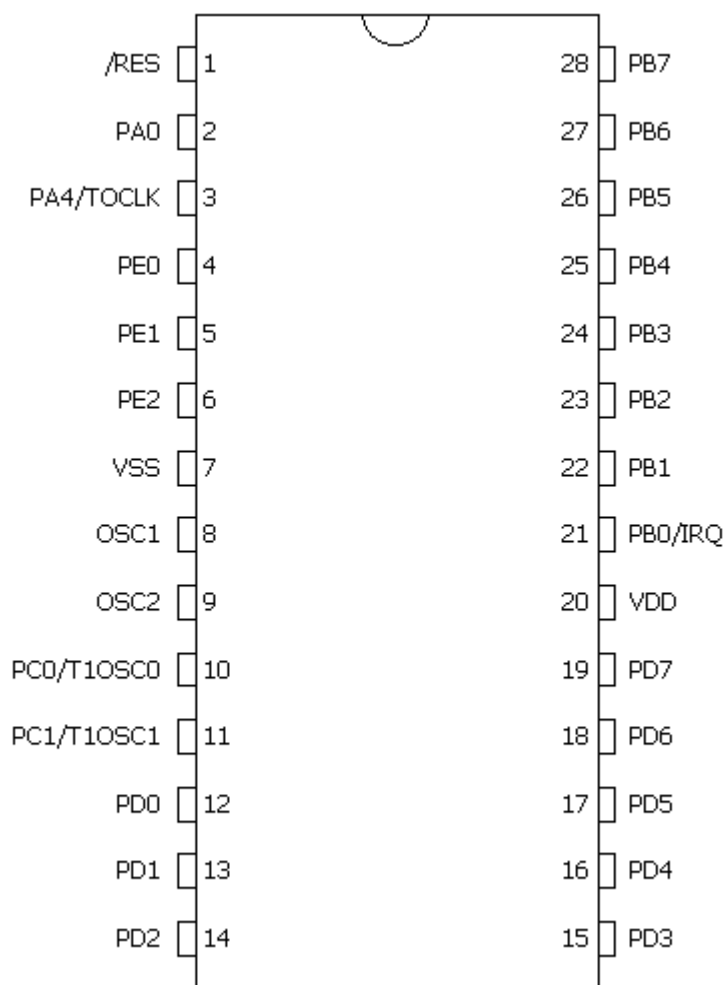 /RES 1 28 PB7
PA0 2 27 PB6
PA4/TOCLK 3 26 PB5
PE0 4 25 PB4
PE1 5 24 PB3
PE2 6 23 PB2
VSS 7 22 PB1
OSC1 8 21 PB0/IRQ
OSC2 9 20 VDD
PC0/T1OSC0 10 19 PD7
PC1/T1OSC1 11 18 PD6
PD0 12 17 PD5
PD1 13 16 PD4
PD2 14 15 PD3